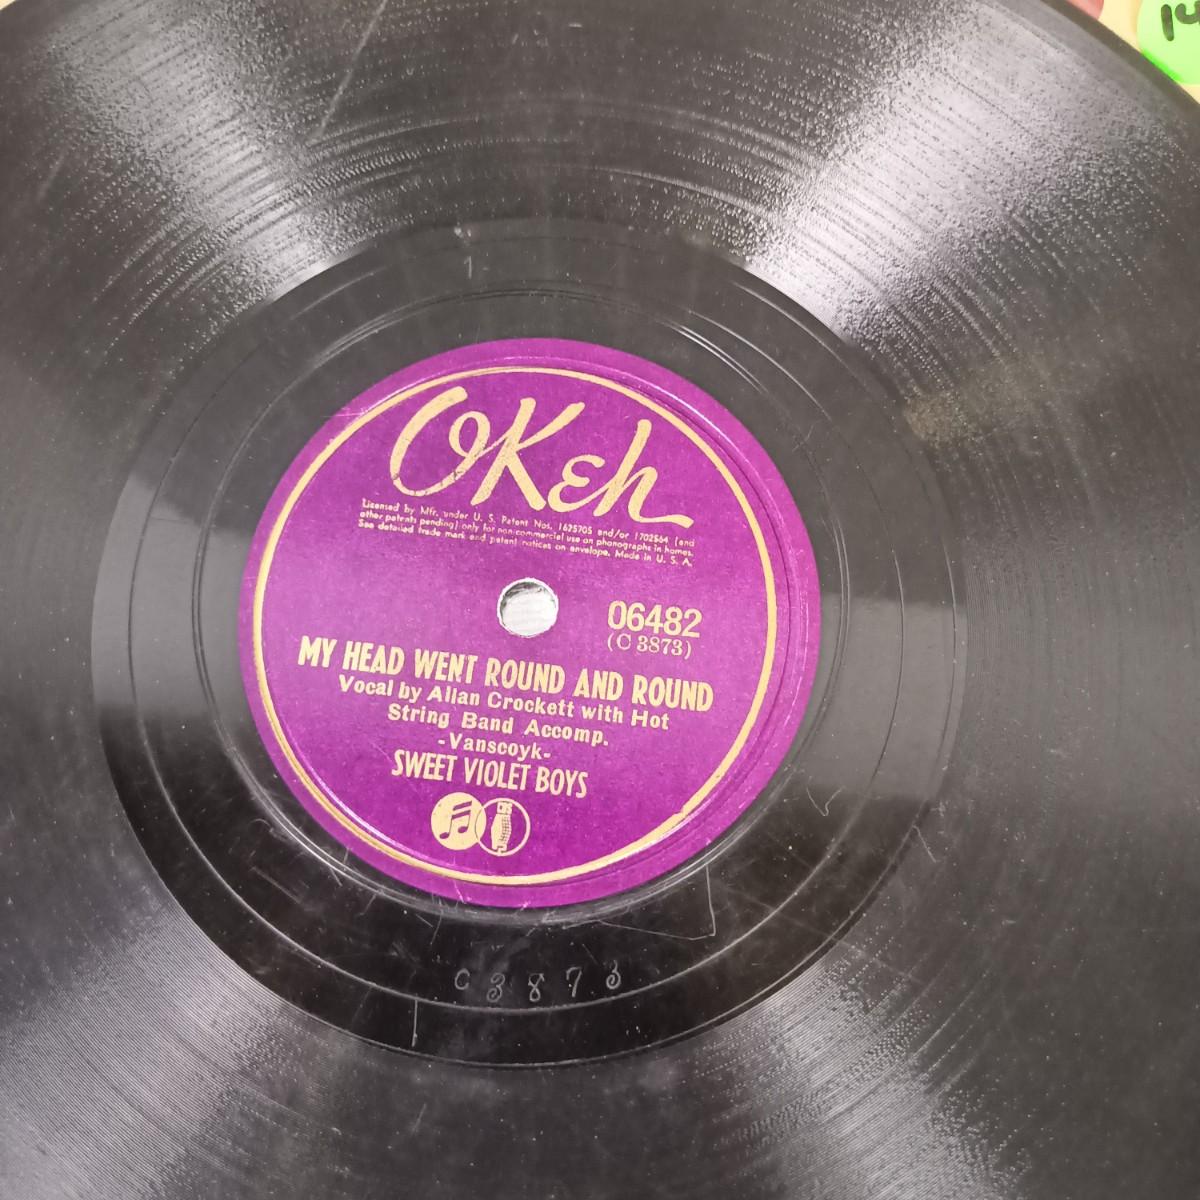 14
OKeh
Licensed by Mfr. under U. S. Patent Nos. 1625705 and/or 1702564 (and
other patents pending) only for non-commercial use on phonographs in homes.
See detailed trade mark and patent notices on envelope. Made in U. S. A.
06482
(C 3873)
MY HEAD WENT ROUND AND ROUND
Vocal by Allan Crockett with Hot
String Band Accomp.
-Vanscoyk-
SWEET VIOLET BOYS
CBS
C3873